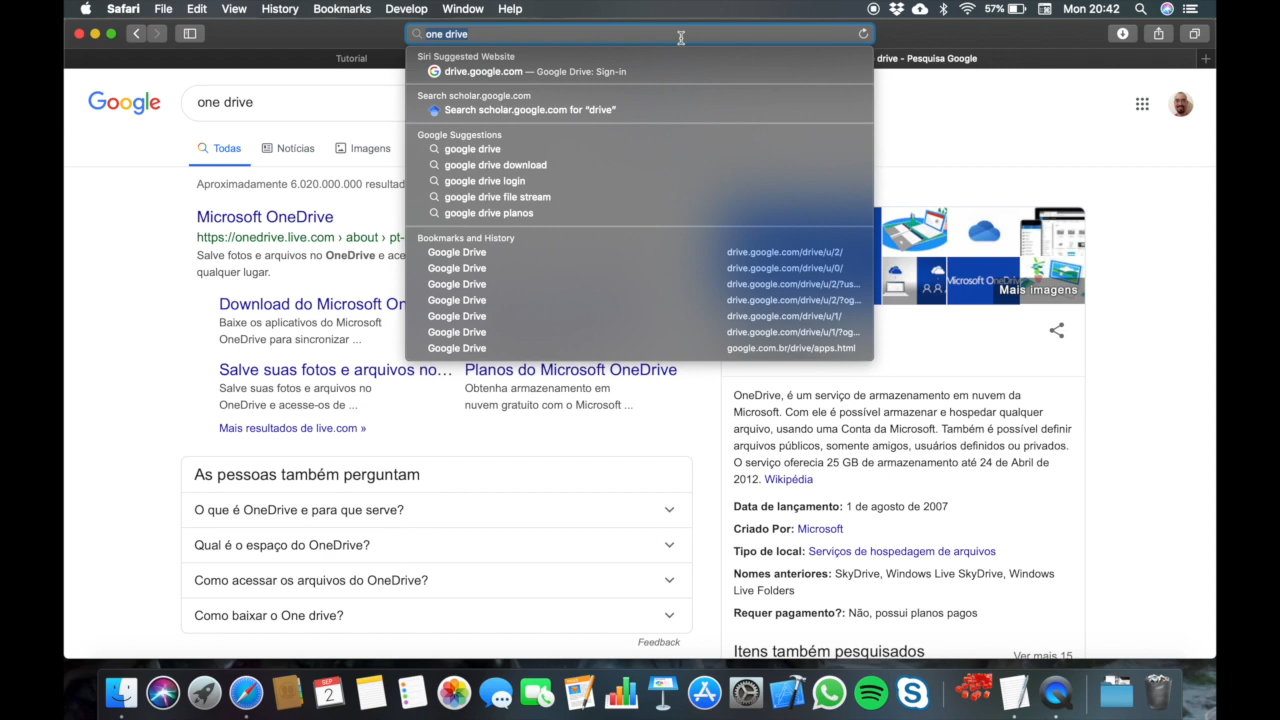 Safari File Edit View History Bookmarks Develop Window Help
57% Mon 20:42
one drive
Tutorial
drive - Pesquisa Google
Siri Suggested Website
drive.google.com — Google Drive: Sign-in
Search scholar.google.com
Search scholar.google.com for “drive”
Google Suggestions
google drive
google drive download
google drive login
google drive file stream
google drive planos
Bookmarks and History
Google Drive drive.google.com/drive/u/2/
Google Drive drive.google.com/drive/u/0/
Google Drive drive.google.com/drive/u/2/?us...
Google Drive drive.google.com/drive/u/2/?og...
Google Drive drive.google.com/drive/u/1/
Google Drive drive.google.com/drive/u/1/?og...
Google Drive google.com.br/drive/apps.html
Google
one drive
Todas Notícias Imagens
Aproximadamente 6.020.000.000 resultad
Microsoft OneDrive
https://onedrive.live.com › about › pt-
Salve fotos e arquivos no OneDrive e ace
qualquer lugar.
Download do Microsoft On
Baixe os aplicativos do Microsoft
OneDrive para sincronizar ...
Salve suas fotos e arquivos no...
Salve suas fotos e arquivos no
OneDrive e acesse-os de ...
Planos do Microsoft OneDrive
Obtenha armazenamento em
nuvem gratuito com o Microsoft ...
Mais resultados de live.com »
As pessoas também perguntam
O que é OneDrive e para que serve?
Qual é o espaço do OneDrive?
Como acessar os arquivos do OneDrive?
Como baixar o One drive?
Feedback
Microsoft OneDrive
Mais imagens
OneDrive, é um serviço de armazenamento em nuvem da
Microsoft. Com ele é possível armazenar e hospedar qualquer
arquivo, usando uma Conta da Microsoft. Também é possível definir
arquivos públicos, somente amigos, usuários definidos ou privados.
O serviço oferecia 25 GB de armazenamento até 24 de Abril de
2012. Wikipédia
Data de lançamento: 1 de agosto de 2007
Criado Por: Microsoft
Tipo de local: Serviços de hospedagem de arquivos
Nomes anteriores: SkyDrive, Windows Live SkyDrive, Windows
Live Folders
Requer pagamento?: Não, possui planos pagos
Itens também pesquisados
Ver mais 15
SEP
2